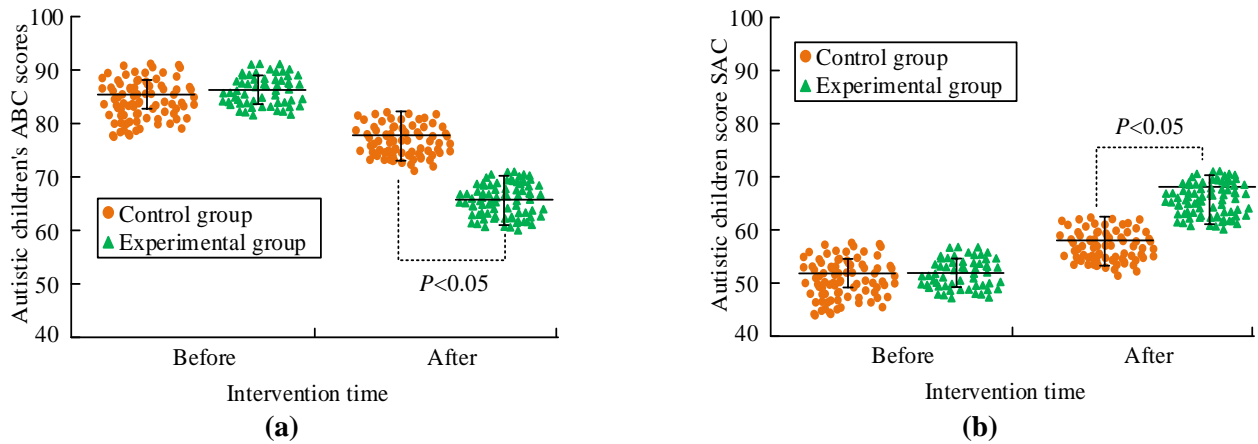 Autistic children's ABC scores
100
90
80
70
60
50
40
Control group
Experimental group
P<0.05
Before
After
Intervention time
(a)
Autistic children score SAC
100
90
80
70
60
50
40
Control group
Experimental group
P<0.05
Before
After
Intervention time
(b)